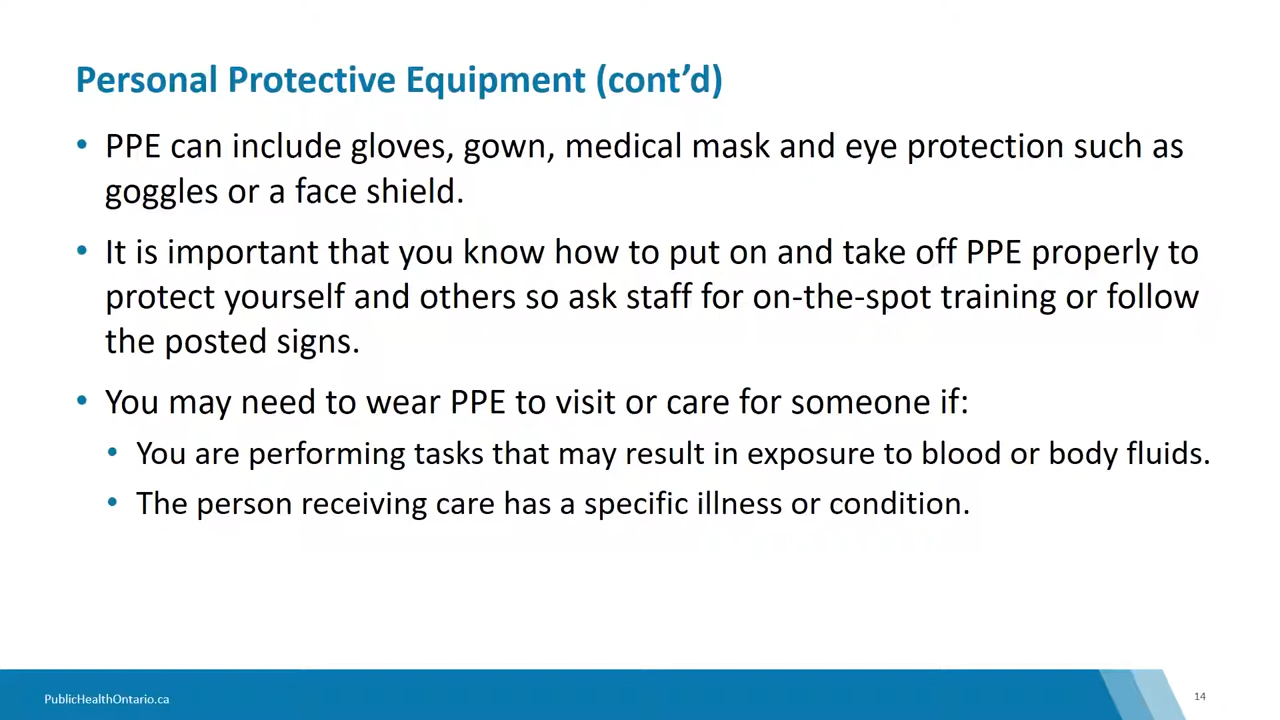 Personal Protective Equipment (cont’d)
• PPE can include gloves, gown, medical mask and eye protection such as
goggles or a face shield.
• It is important that you know how to put on and take off PPE properly to
protect yourself and others so ask staff for on-the-spot training or follow
the posted signs.
• You may need to wear PPE to visit or care for someone if:
• You are performing tasks that may result in exposure to blood or body fluids.
• The person receiving care has a specific illness or condition.
PublicHealthOntario.ca
14